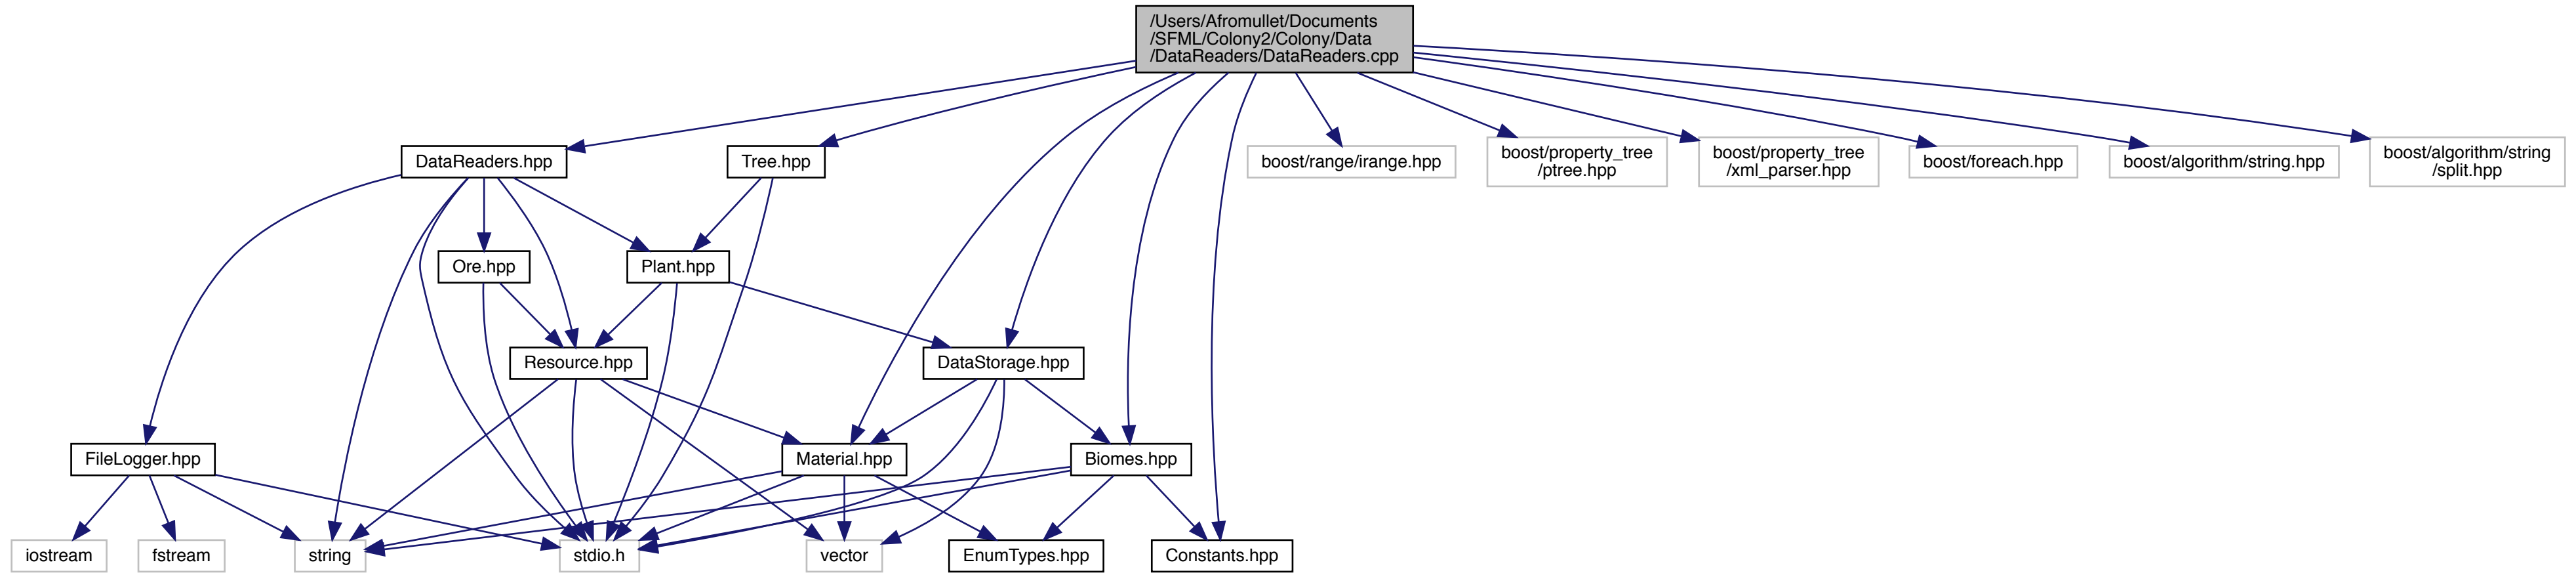 /Users/Afromullet/Documents
/SFML/Colony2/Colony/Data
/DataReaders/DataReaders.cpp
DataReaders.hpp
Tree.hpp
boost/range/irange.hpp
boost/property_tree
/ptree.hpp
boost/property_tree
/xml_parser.hpp
boost/foreach.hpp
boost/algorithm/string.hpp
boost/algorithm/string
/split.hpp
Ore.hpp
Plant.hpp
Resource.hpp
DataStorage.hpp
FileLogger.hpp
Material.hpp
Biomes.hpp
iostream
fstream
string
stdio.h
vector
EnumTypes.hpp
Constants.hpp